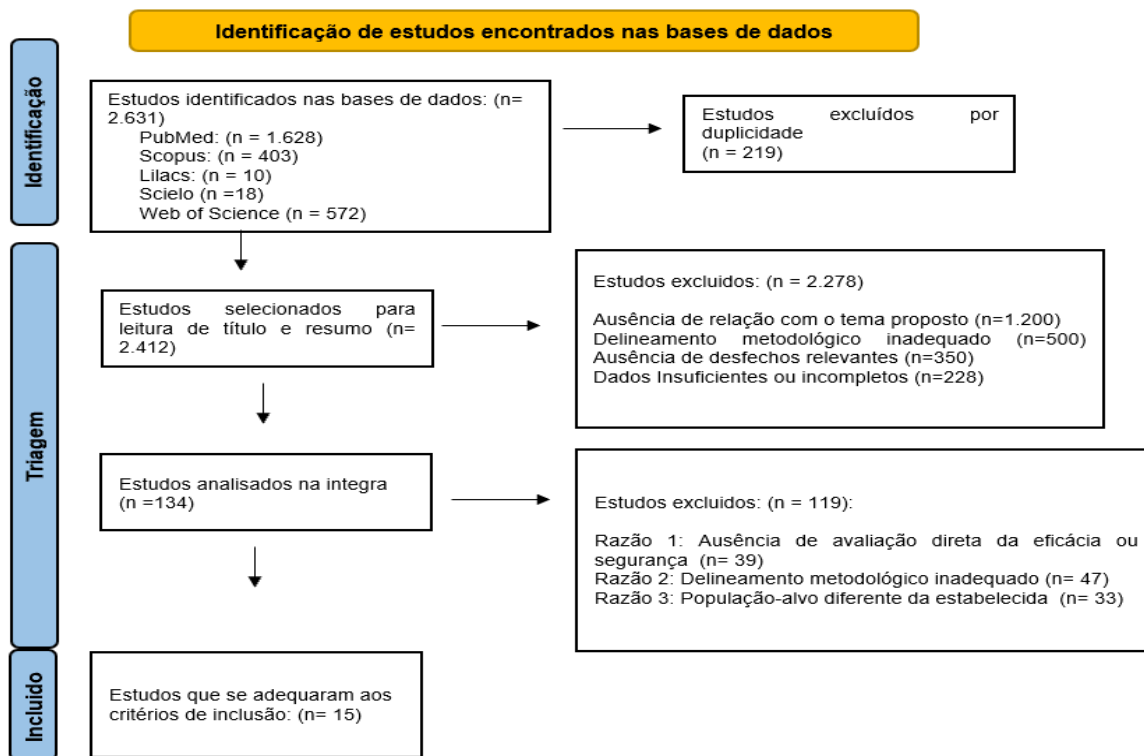 Identificação de estudos encontrados nas bases de dados
Identificação
Estudos identificados nas bases de dados: (n=
2.631)
PubMed: (n = 1.628)
Scopus: (n = 403)
Lilacs: (n = 10)
Scielo (n =18)
Web of Science (n = 572)
Estudos excluídos por
duplicidade
(n = 219)
Triagem
Estudos selecionados para
leitura de título e resumo (n=
2.412)
Estudos excluidos: (n = 2.278)
Ausência de relação com o tema proposto (n=1.200)
Delineamento metodológico inadequado (n=500)
Ausência de desfechos relevantes (n=350)
Dados Insuficientes ou incompletos (n=228)
Estudos analisados na integra
(n =134)
Estudos excluidos: (n = 119):
Razão 1: Ausência de avaliação direta da eficácia ou
segurança (n= 39)
Razão 2: Delineamento metodológico inadequado (n= 47)
Razão 3: População-alvo diferente da estabelecida (n= 33)
Incluido
Estudos que se adequaram aos
critérios de inclusão: (n= 15)